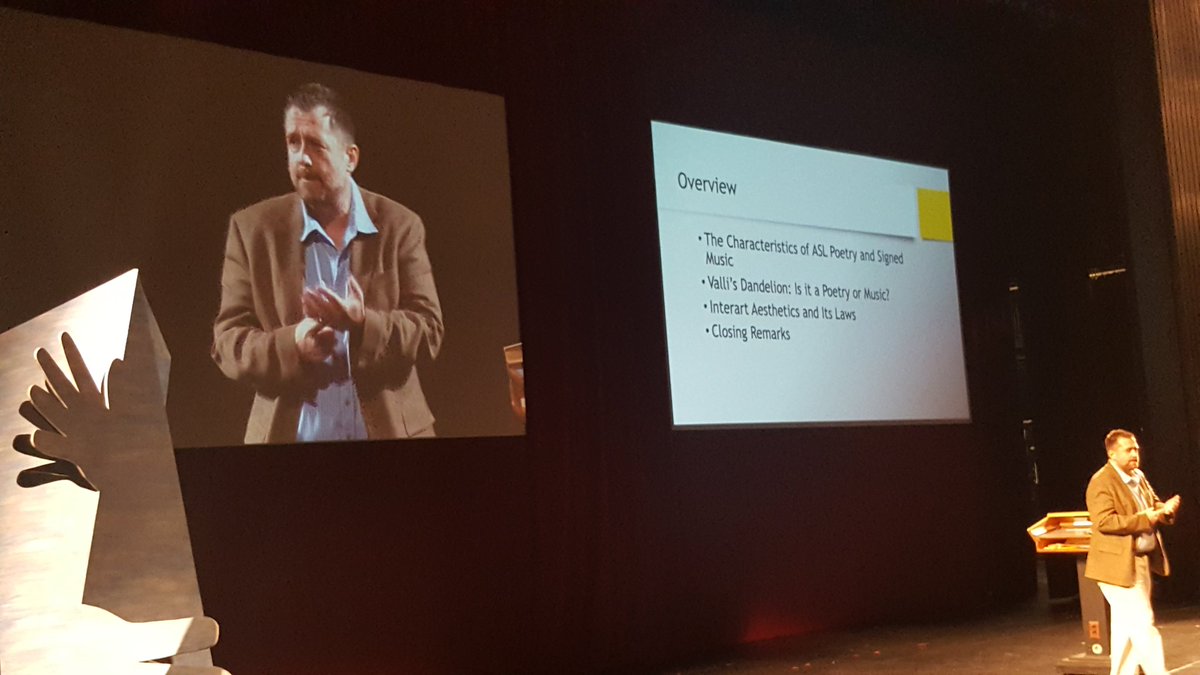 Overview
• The Characteristics of ASL Poetry and Signed
Music
• Valli's Dandelion: Is it a Poetry or Music?
• Interart Aesthetics and Its Laws
• Closing Remarks